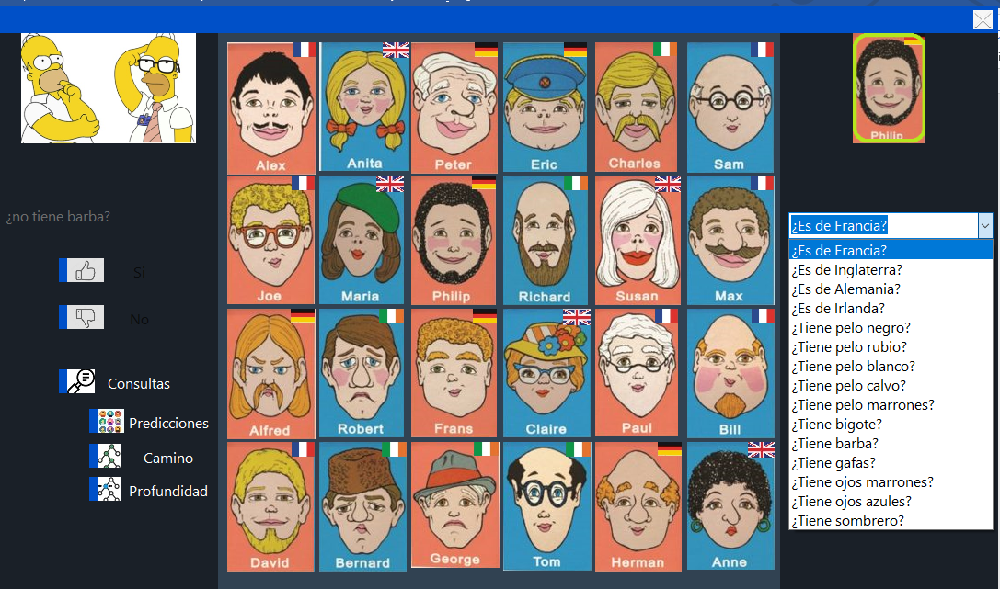 ¿no tiene barba?
Si
No
Consultas
Predicciones
Camino
Profundidad
Alex
Anita
Peter
Eric
Charles
Sam
Joe
Maria
Philip
Richard
Susan
Max
Alfred
Robert
Frans
Claire
Paul
Bill
David
Bernard
George
Tom
Herman
Anne
Philip
¿Es de Francia?
¿Es de Francia?
¿Es de Inglaterra?
¿Es de Alemania?
¿Es de Irlanda?
¿Tiene pelo negro?
¿Tiene pelo rubio?
¿Tiene pelo blanco?
¿Tiene pelo calvo?
¿Tiene pelo marrones?
¿Tiene bigote?
¿Tiene barba?
¿Tiene gafas?
¿Tiene ojos marrones?
¿Tiene ojos azules?
¿Tiene sombrero?